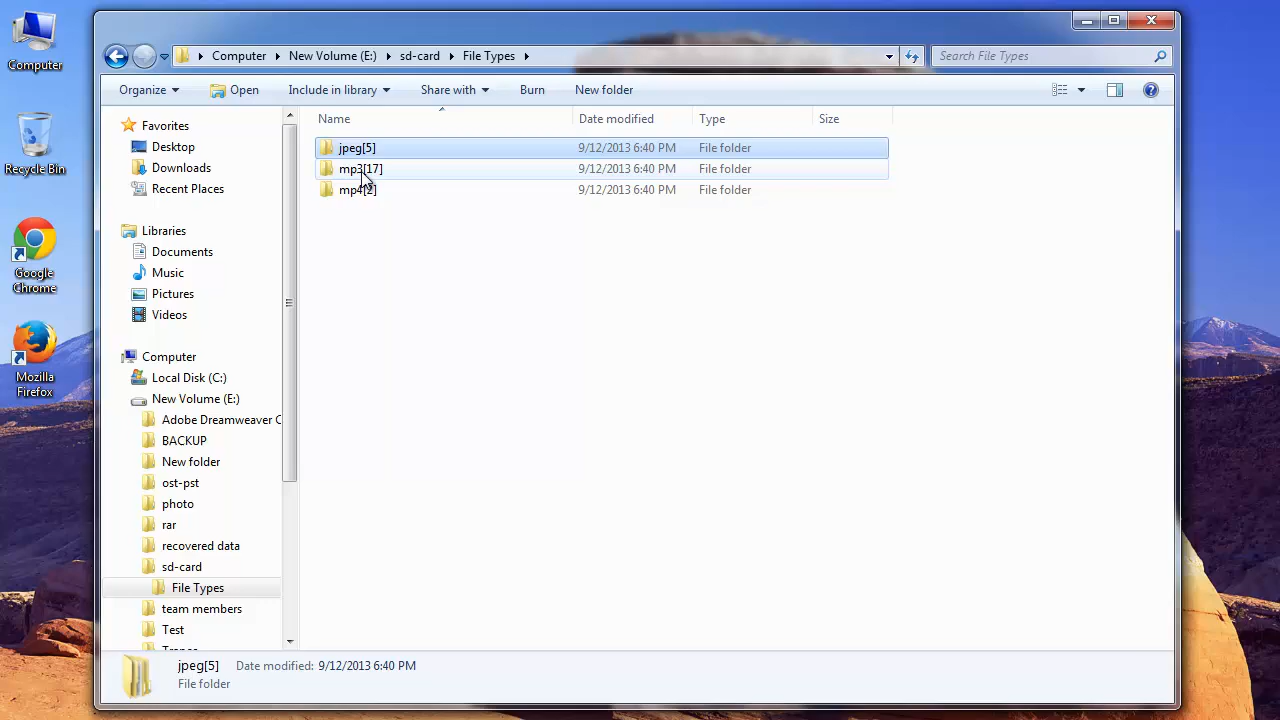 Computer
Recycle Bin
Google
Chrome
Mozilla
Firefox
Computer New Volume (E:) sd-card File Types
Search File Types
Organize Open Include in library Share with Burn New folder
Name Date modified Type Size
jpeg[5] 9/12/2013 6:40 PM File folder
mp3[17] 9/12/2013 6:40 PM File folder
mp4[2] 9/12/2013 6:40 PM File folder
Favorites
Desktop
Downloads
Recent Places
Libraries
Documents
Music
Pictures
Videos
Computer
Local Disk (C:)
New Volume (E:)
Adobe Dreamweaver C
BACKUP
New folder
ost-pst
photo
rar
recovered data
sd-card
File Types
team members
Test
jpeg[5] Date modified: 9/12/2013 6:40 PM
File folder